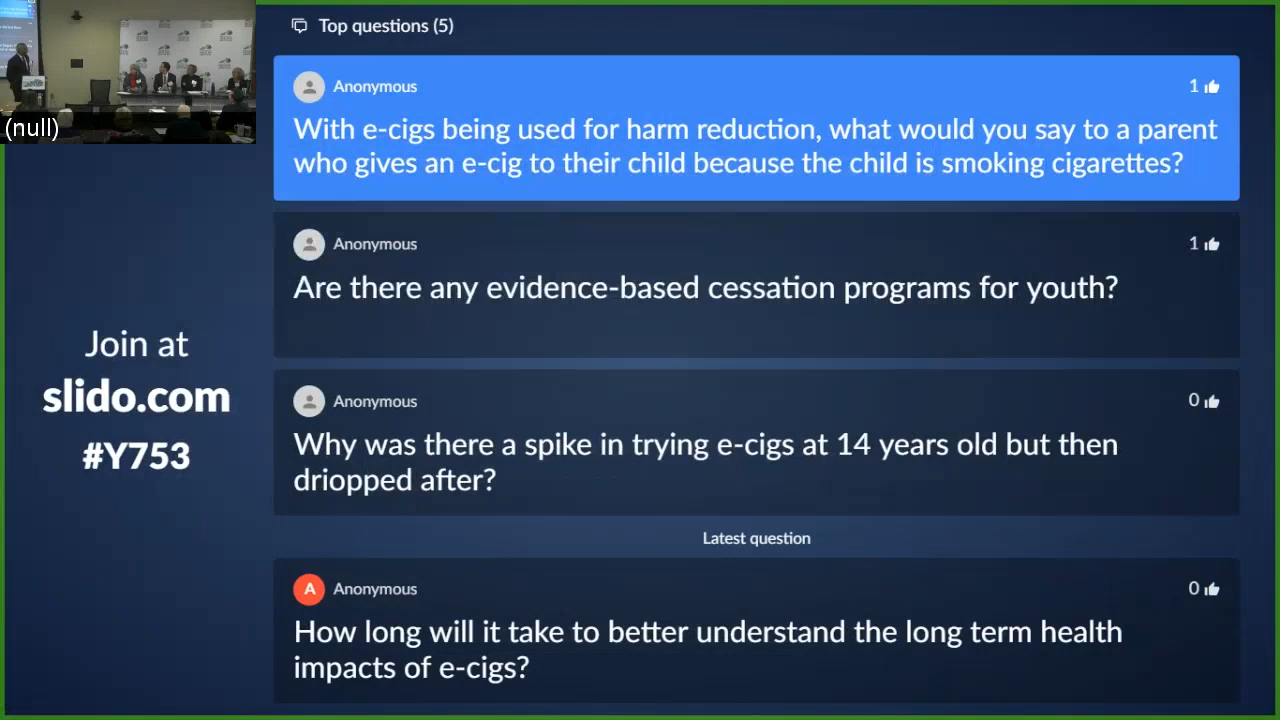 (null)
Join at
slido.com
#Y753
Top questions (5)
Anonymous
1
With e-cigs being used for harm reduction, what would you say to a parent
who gives an e-cig to their child because the child is smoking cigarettes?
Anonymous
1
Are there any evidence-based cessation programs for youth?
Anonymous
0
Why was there a spike in trying e-cigs at 14 years old but then
driopped after?
Latest question
A
Anonymous
0
How long will it take to better understand the long term health
impacts of e-cigs?